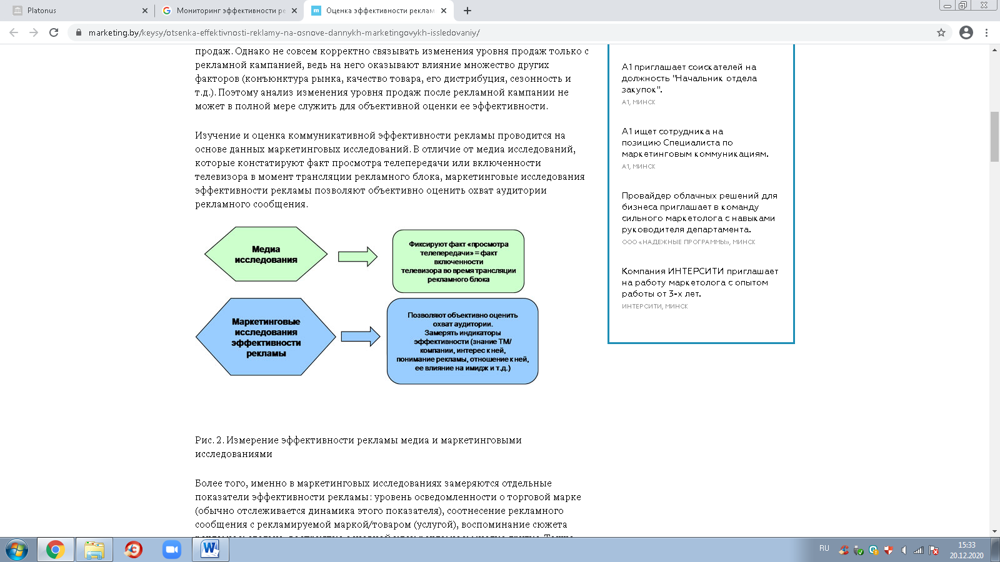 Platonus
Мониторинг эффективности ре
Оценка эффективности реклам
marketing.by/keysy/otsenka-effektivnosti-reklamy-na-osnove-dannykh-marketingovykh-issledovaniy/
продаж. Однако не совсем корректно связывать изменения уровня продаж только с
рекламной кампанией, ведь на него оказывают влияние множество других
факторов (конъюнктура рынка, качество товара, его дистрибуция, сезонность и
т.д.). Поэтому анализ изменения уровня продаж после рекламной кампании не
может в полной мере служить для объективной оценки ее эффективности.
Изучение и оценка коммуникативной эффективности рекламы проводится на
основе данных маркетинговых исследований. В отличие от медиа исследований,
которые констатируют факт просмотра телепередачи или включенности
телевизора в момент трансляции рекламного блока, маркетинговые исследования
эффективности рекламы позволяют объективно оценить охват аудитории
рекламного сообщения.
Медиа
исследования
Фиксируют факт «просмотра
телепередачи» = факт
включенности
телевизора во время трансляции
рекламного блока
Маркетинговые
исследования
эффективности
рекламы
Позволяют объективно оценить
охват аудитории.
Замерять индикаторы
эффективности (знание ТМ/
компании, интерес к ней,
понимание рекламы, отношение к ней,
ее влияние на имидж и т.д.)
Рис. 2. Измерение эффективности рекламы медиа и маркетинговыми
исследованиями
Более того, именно в маркетинговых исследованиях замеряются отдельные
показатели эффективности рекламы: уровень осведомленности о торговой марке
(обычно отслеживается динамика этого показателя), соотнесение рекламного
сообщения с рекламируемой маркой/товаром (услугой), воспоминание сюжета
А1 приглашает соискателей на
должность "Начальник отдела
закупок".
А1, МИНСК
А1 ищет сотрудника на
позицию Специалиста по
маркетинговым коммуникациям.
А1, МИНСК
Провайдер облачных решений для
бизнеса приглашает в команду
сильного маркетолога с навыками
руководителя департамента.
ООО «НАДЕЖНЫЕ ПРОГРАММЫ», МИНСК
Компания ИНТЕРСИТИ приглашает
на работу маркетолога с опытом
работы от 3-х лет.
ИНТЕРСИТИ, МИНСК
RU
15:33
20.12.2020